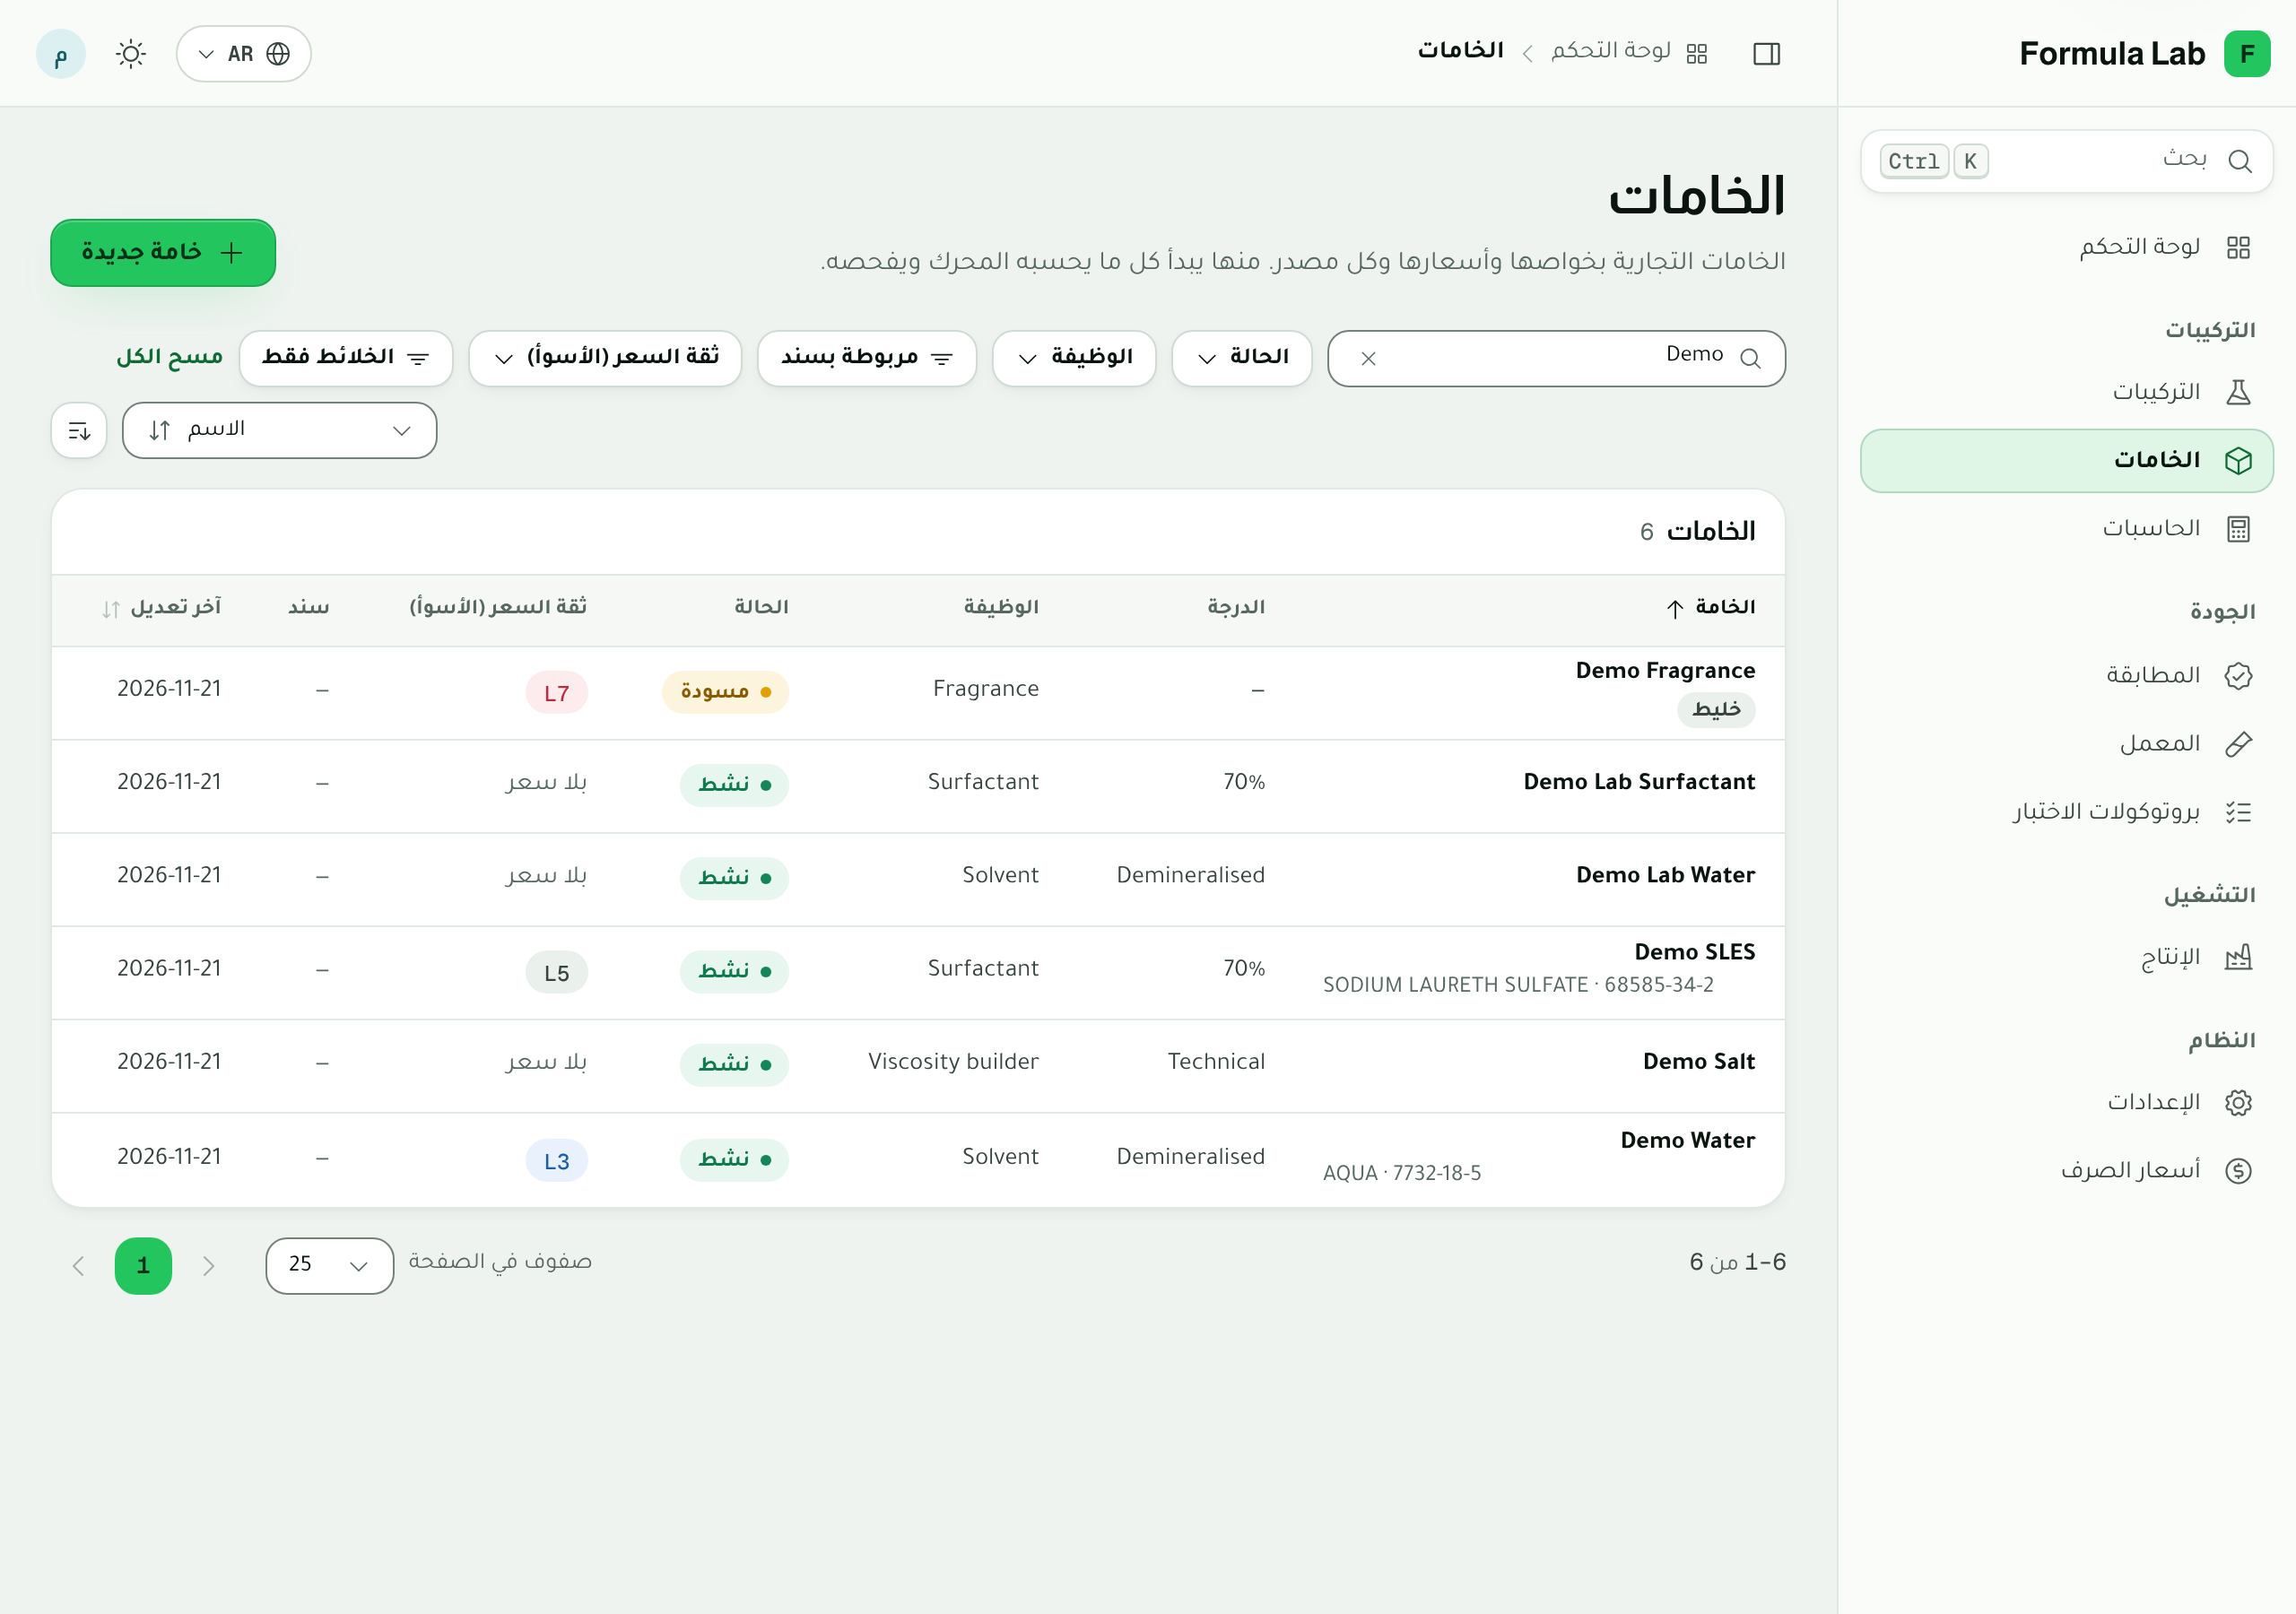 F Formula Lab
بحث Ctrl K
لوحة التحكم
التركيبات
التركيبات
الخامات
الحاسبات
الجودة
المطابقة
المعمل
بروتوكولات الاختبار
التشغيل
الإنتاج
النظام
الإعدادات
أسعار الصرف
لوحة التحكم الخامات
AR
م
الخامات
الخامات التجارية بخواصها وأسعارها وكل مصدر. منها يبدأ كل ما يحسبه المحرك ويفحصه.
خامة جديدة
Demo الحالة الوظيفة مربوطة بسند ثقة السعر (الأسوأ) الخلائط فقط مسح الكل
الاسم
الخامات 6
الخامة الدرجة الوظيفة الحالة ثقة السعر (الأسوأ) سند آخر تعديل
Demo Fragrance – Fragrance مسودة L7 – 2026-11-21
خليط
Demo Lab Surfactant 70% Surfactant نشط بلا سعر – 2026-11-21
Demo Lab Water Demineralised Solvent نشط بلا سعر – 2026-11-21
Demo SLES 70% Surfactant نشط L5 – 2026-11-21
SODIUM LAURETH SULFATE · 68585-34-2
Demo Salt Technical Viscosity builder نشط بلا سعر – 2026-11-21
Demo Water Demineralised Solvent نشط L3 – 2026-11-21
AQUA · 7732-18-5
1–6 من 6
صفوف في الصفحة 25
1